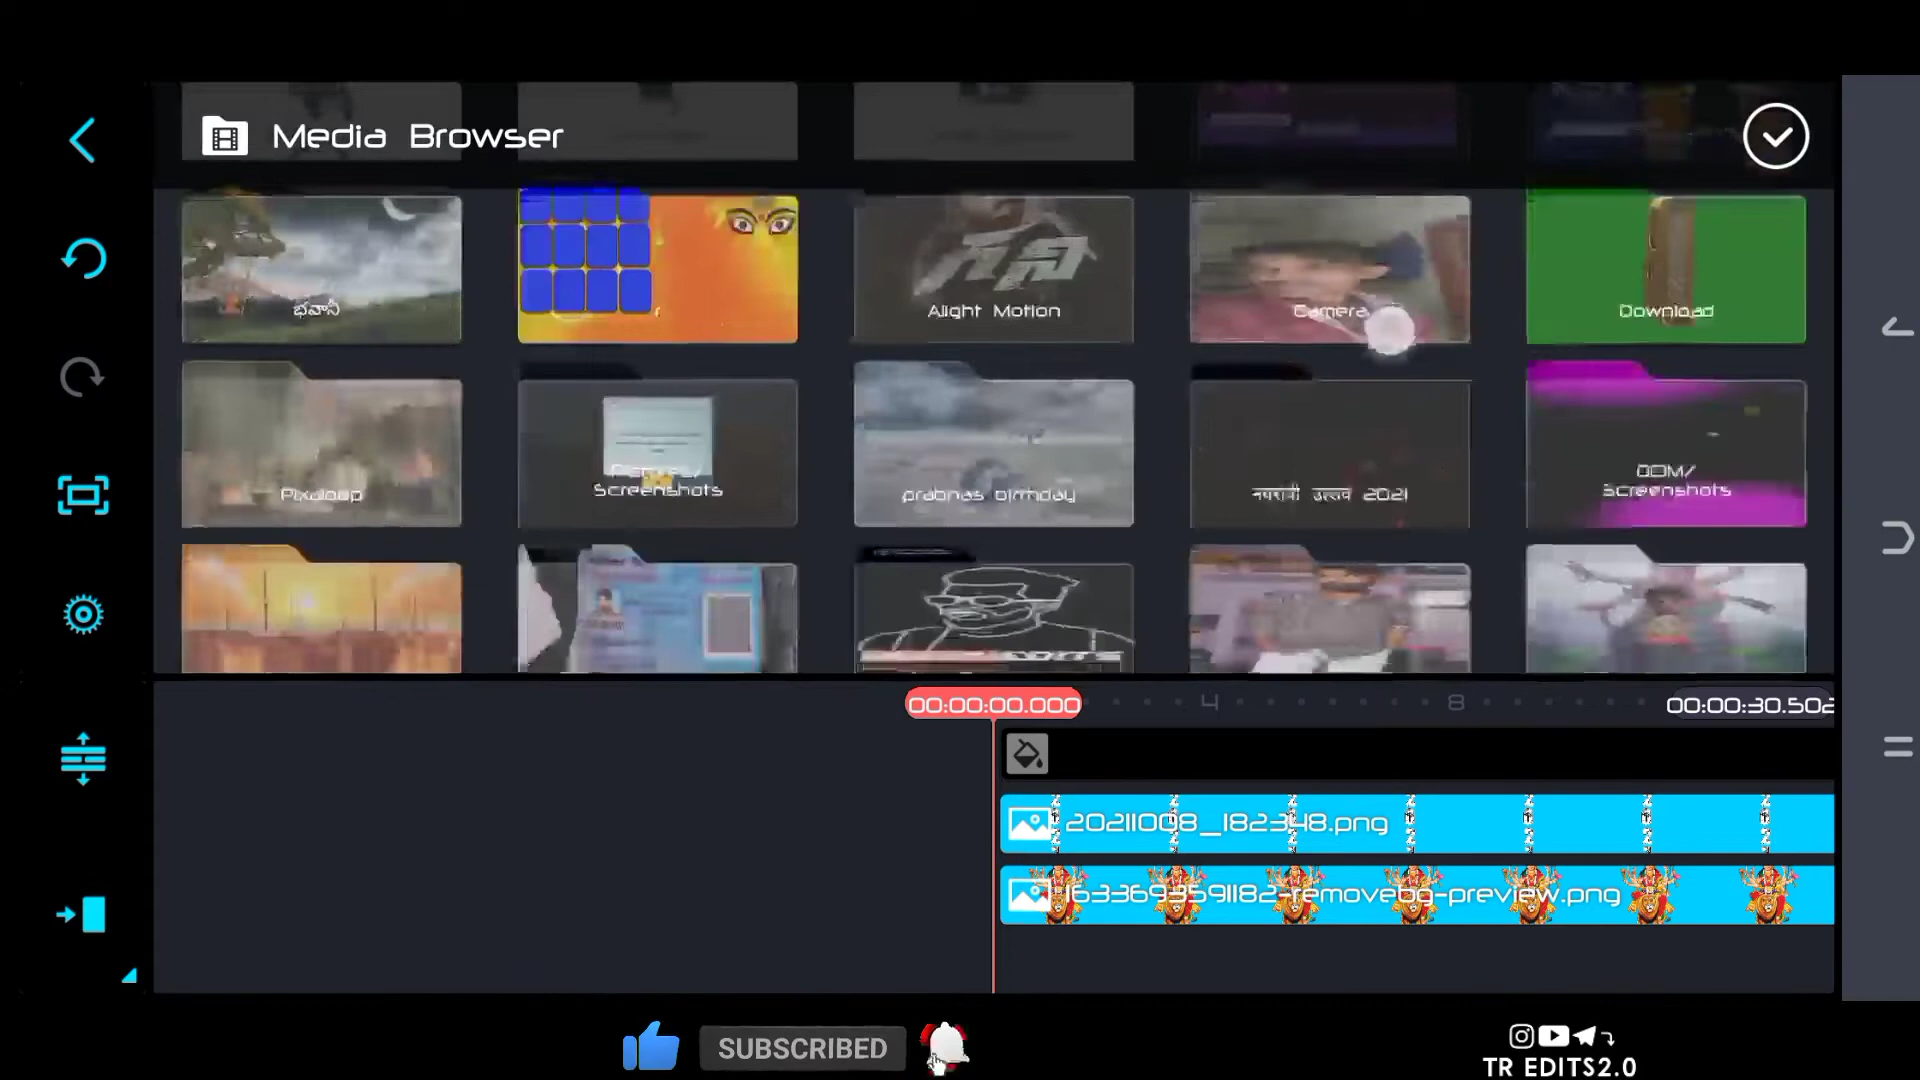 Media Browser
భవానీ
Alight Motion
Camera
Download
Pixaloop
Screenshots
prabhas birthday
नवरात्री उत्सव 2021
DCIM/
Screenshots
00:00:00.000
4
8
00:00:30.502
20211008_182348.png
1633693591182-removebg-preview.png
SUBSCRIBED
TR EDITS2.0